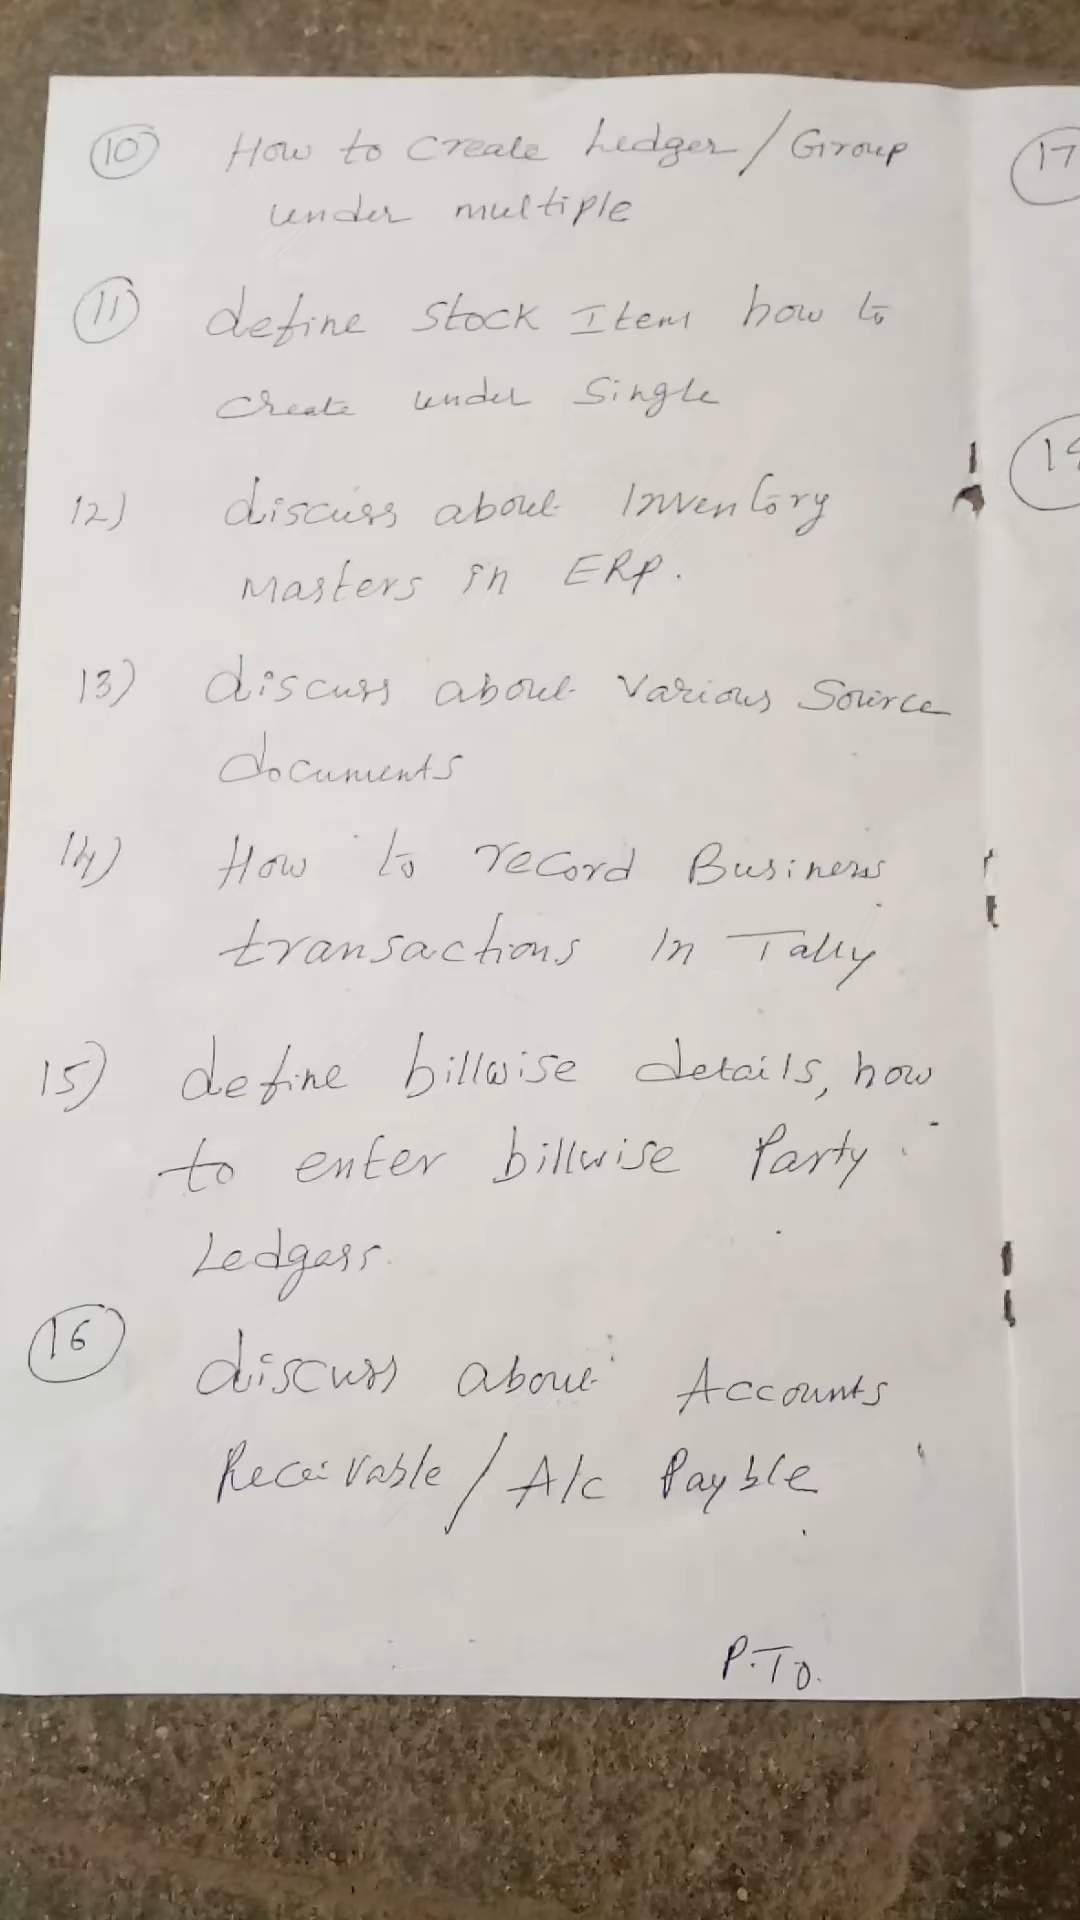 10 How to create Ledger / Group
under multiple
11 define Stock Item how to
create under Single
12) discuss about Inventory
Masters in ERP.
13) discuss about Various Source
documents
14) How to record Business
transactions In Tally
15) define billwise details, how
to enter billwise Party
Ledgass.
16 discuss about Accounts
Receivable / A/c Payble
P.T.O.
17